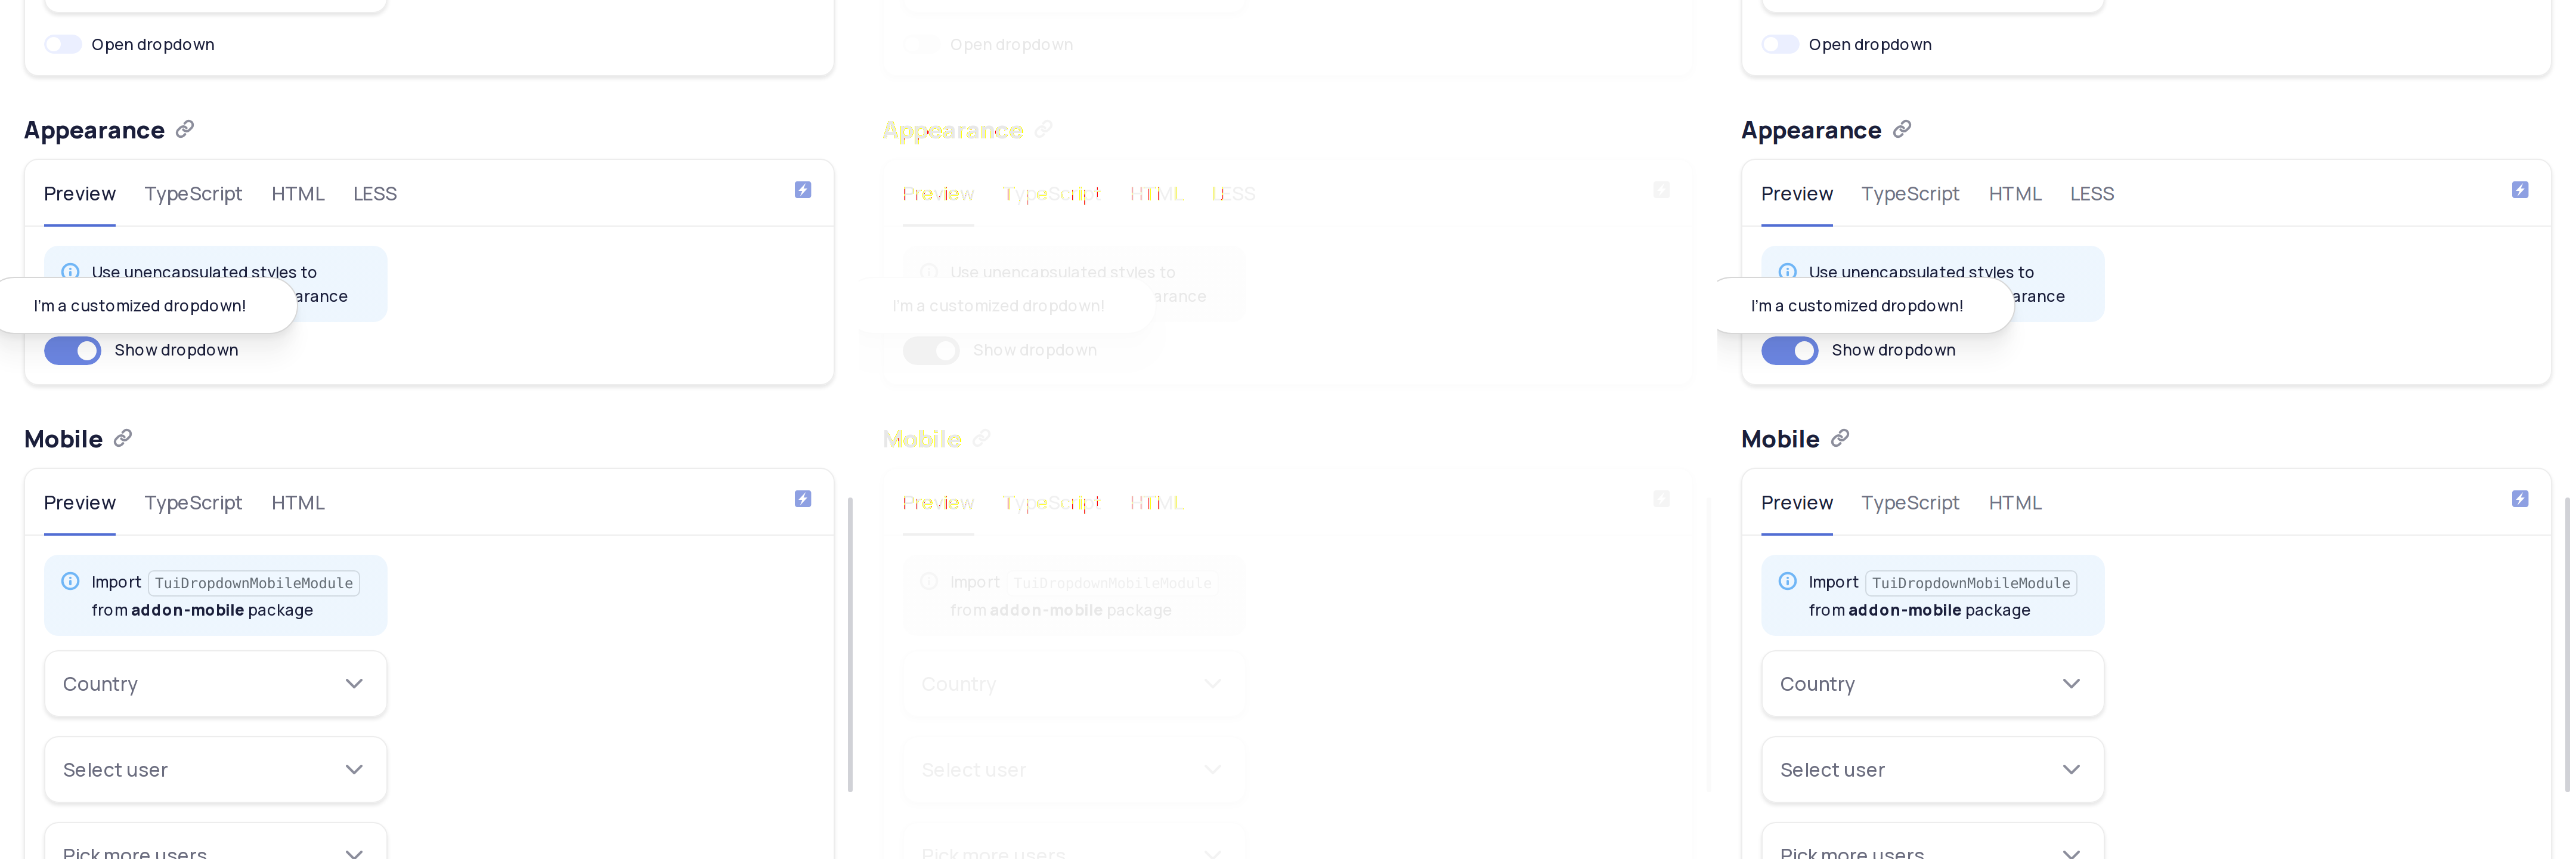 Open dropdown
Appearance
Preview TypeScript HTML LESS
Use unencapsulated styles to
arance
I'm a customized dropdown!
Show dropdown
Mobile
Preview TypeScript HTML
Import TuiDropdownMobileModule
from addon-mobile package
Country
Select user
Pick more users
Open dropdown
Appearance
Preview TypeScript HTML LESS
Use unencapsulated styles to
arance
I'm a customized dropdown!
Show dropdown
Mobile
Preview TypeScript HTML
Import TuiDropdownMobileModule
from addon-mobile package
Country
Select user
Pick more users
Open dropdown
Appearance
Preview TypeScript HTML LESS
Use unencapsulated styles to
arance
I'm a customized dropdown!
Show dropdown
Mobile
Preview TypeScript HTML
Import TuiDropdownMobileModule
from addon-mobile package
Country
Select user
Pick more users